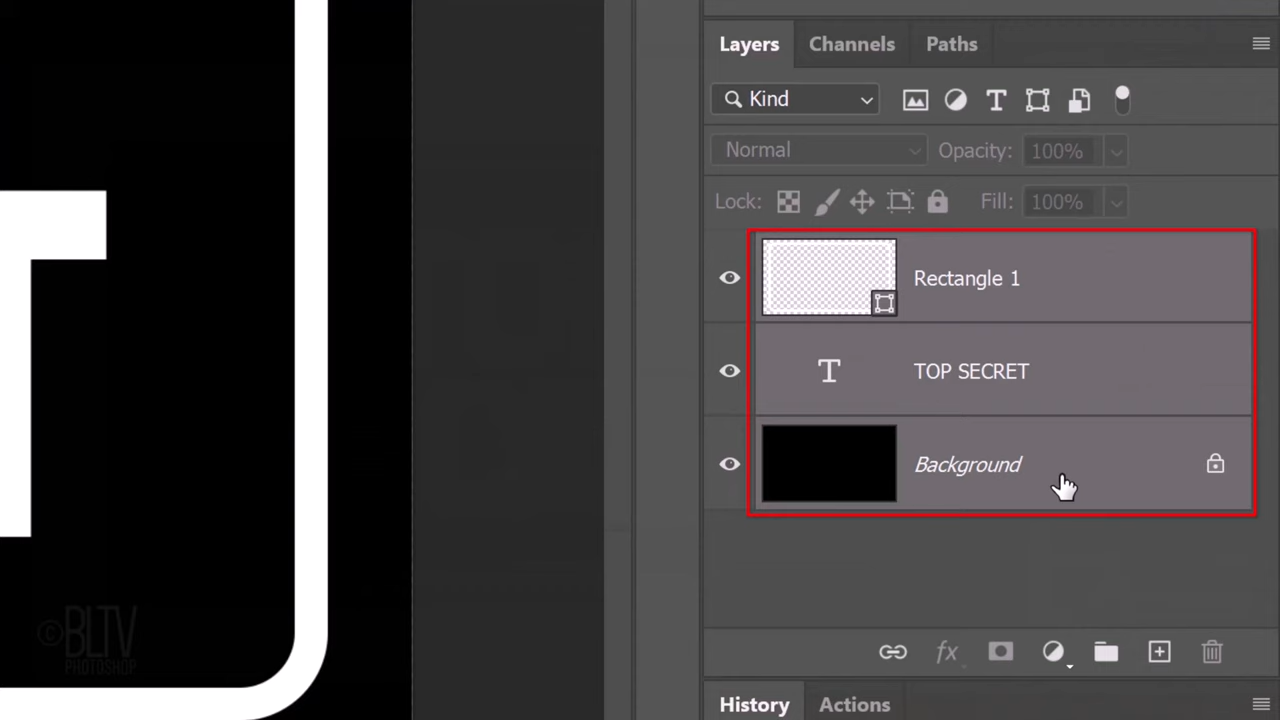 Layers Channels Paths
Kind
Normal Opacity: 100%
Lock: Fill: 100%
Rectangle 1
T TOP SECRET
Background
T
© BLTV
PHOTOSHOP
fx
History Actions